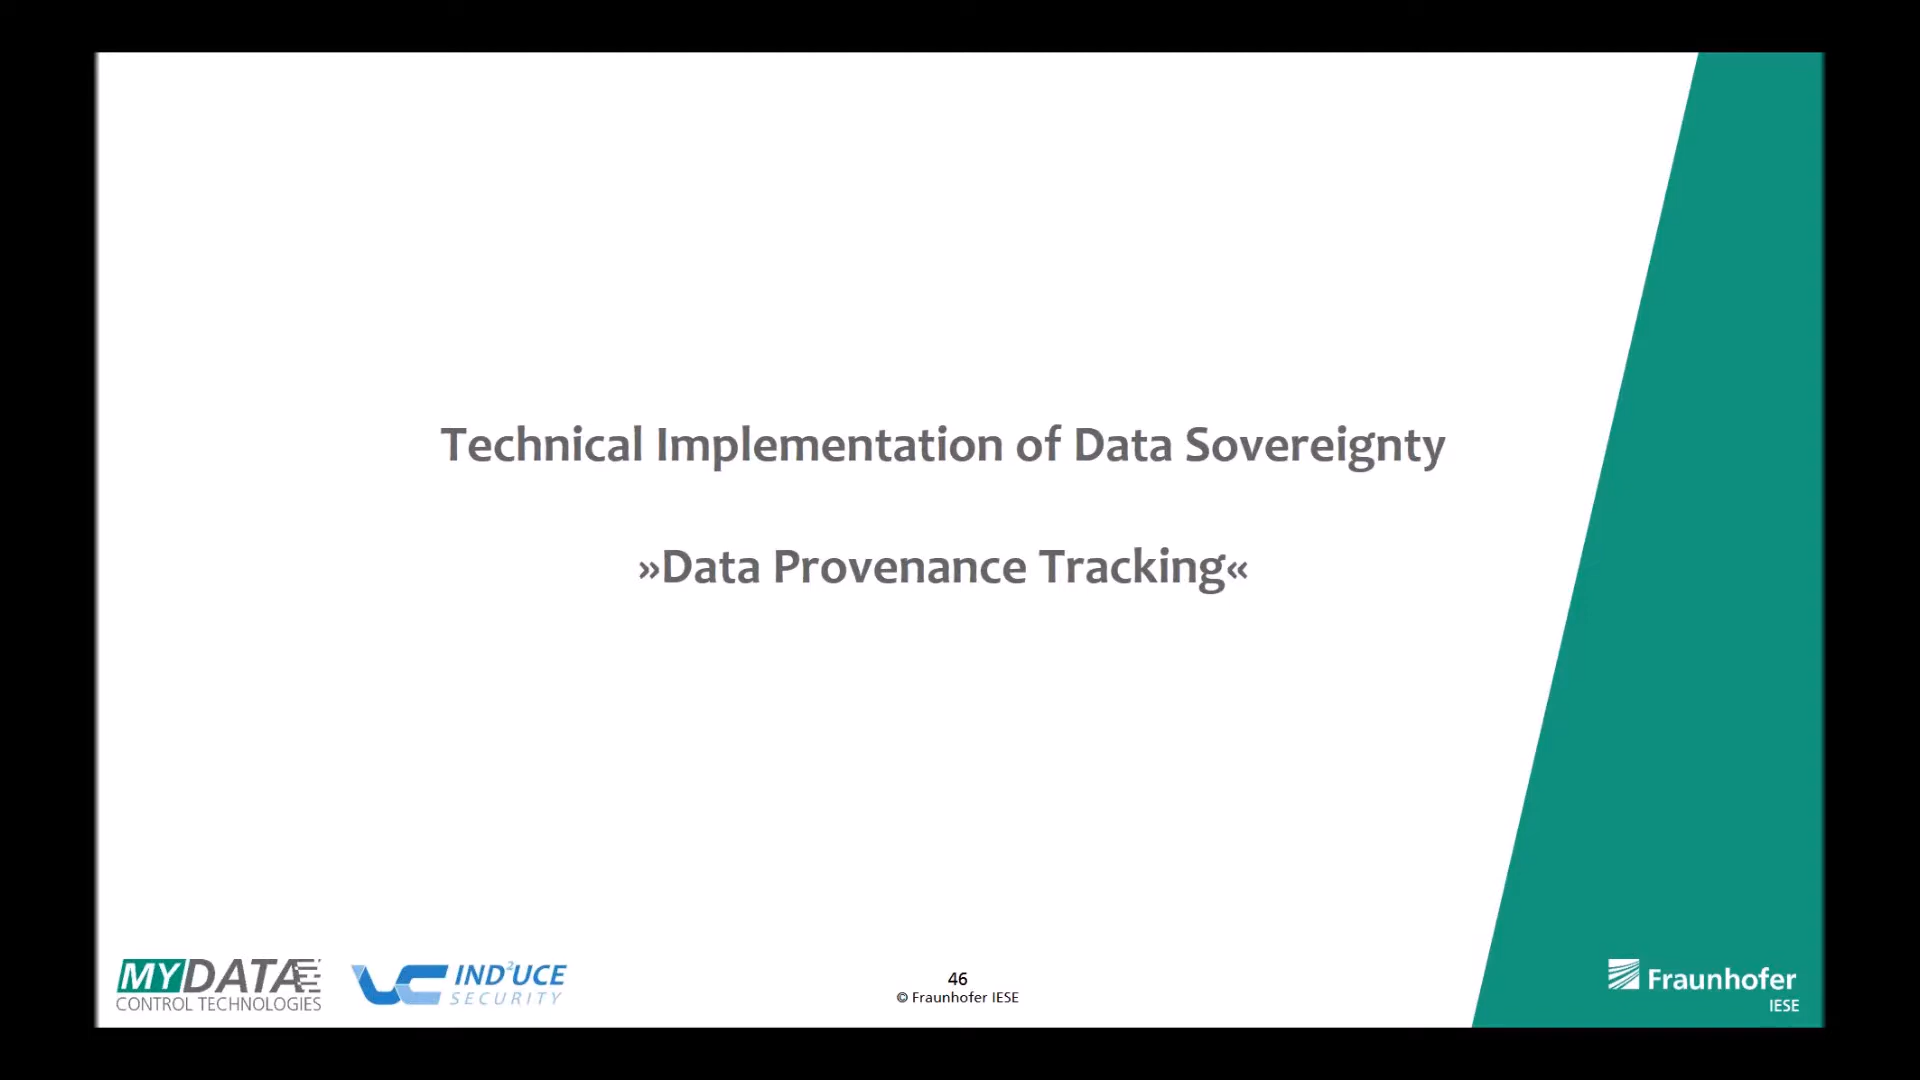 Technical Implementation of Data Sovereignty
»Data Provenance Tracking«
MYDATA
CONTROL TECHNOLOGIES
IND²UCE
SECURITY
46
© Fraunhofer IESE
Fraunhofer
IESE